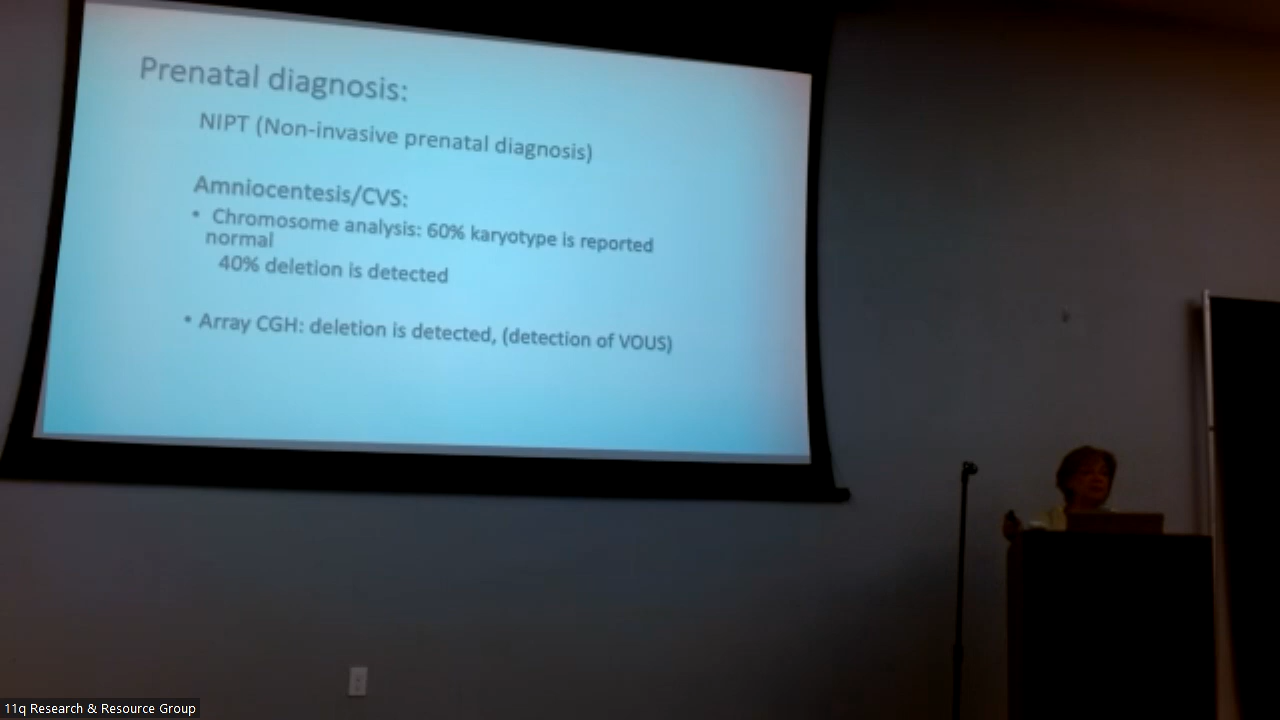 Prenatal diagnosis:
NIPT (Non-invasive prenatal diagnosis)
Amniocentesis/CVS:
• Chromosome analysis: 60% karyotype is reported
normal
40% deletion is detected
• Array CGH: deletion is detected, (detection of VOUS)
11q Research & Resource Group